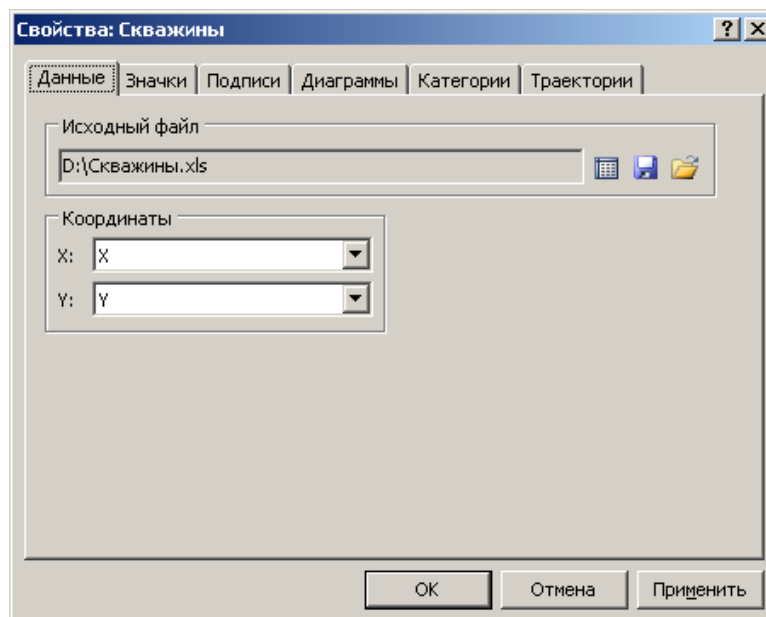 Свойства: Скважины
Данные Значки Подписи Диаграммы Категории Траектории
Исходный файл
D:\Скважины.xls
Координаты
X: X
Y: Y
OK Отмена Применить